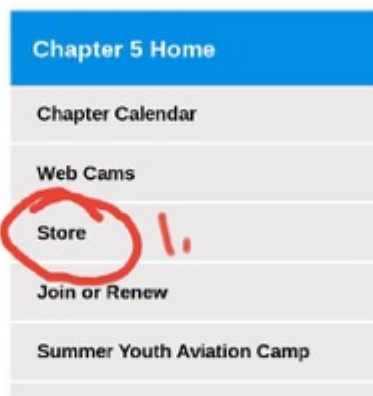 Chapter 5 Home
Chapter Calendar
Web Cams
Store
1.
Join or Renew
Summer Youth Aviation Camp